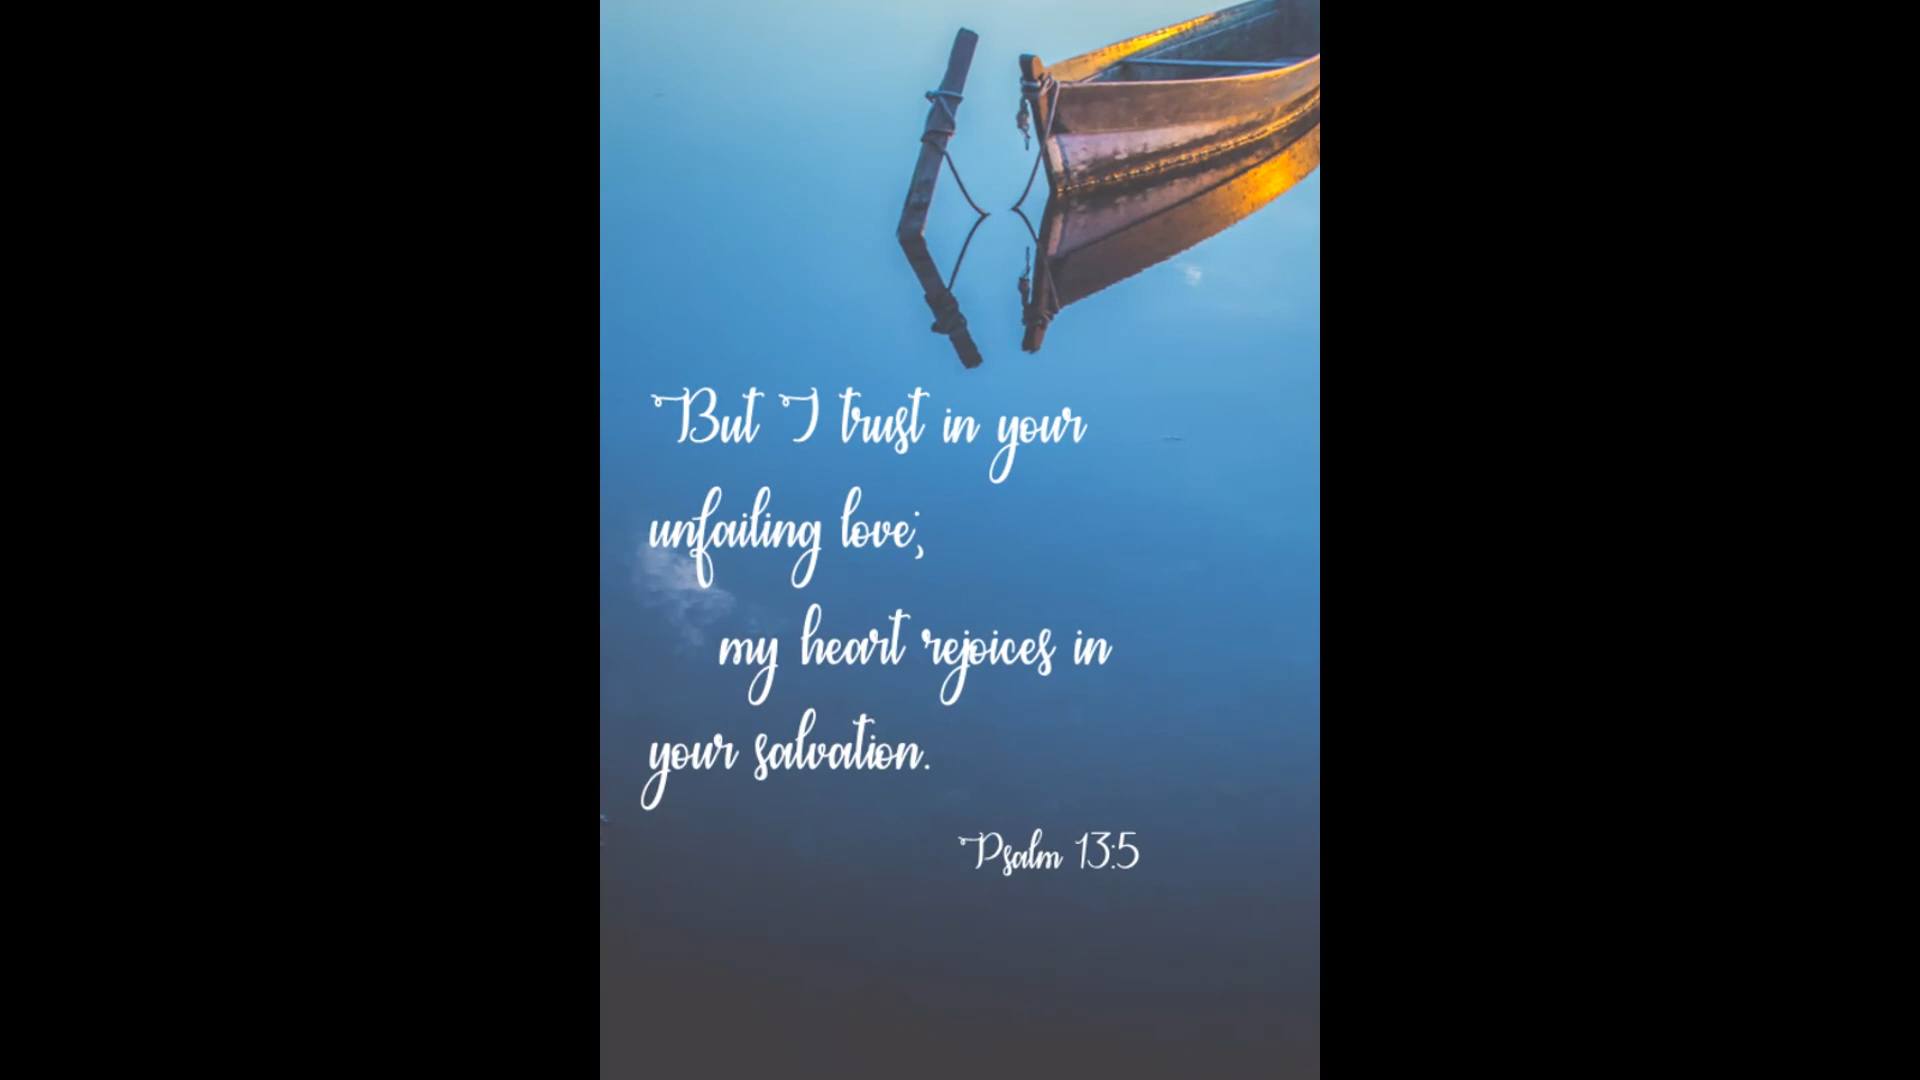 But I trust in your
unfailing love;
my heart rejoices in
your salvation.
Psalm 13:5